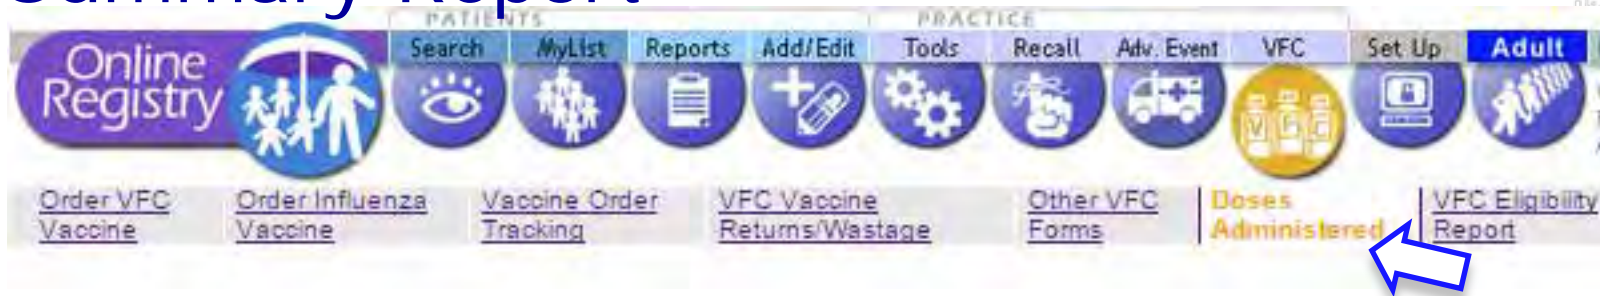 Summary Report
PATIENTS PRACTICE
Online Registry
Search MyList Reports Add/Edit Tools Recall Adv. Event VFC Set Up Adult
V F C
Order VFC Vaccine
Order Influenza Vaccine
Vaccine Order Tracking
VFC Vaccine Returns/Wastage
Other VFC Forms
Doses Administered
VFC Eligibility Report